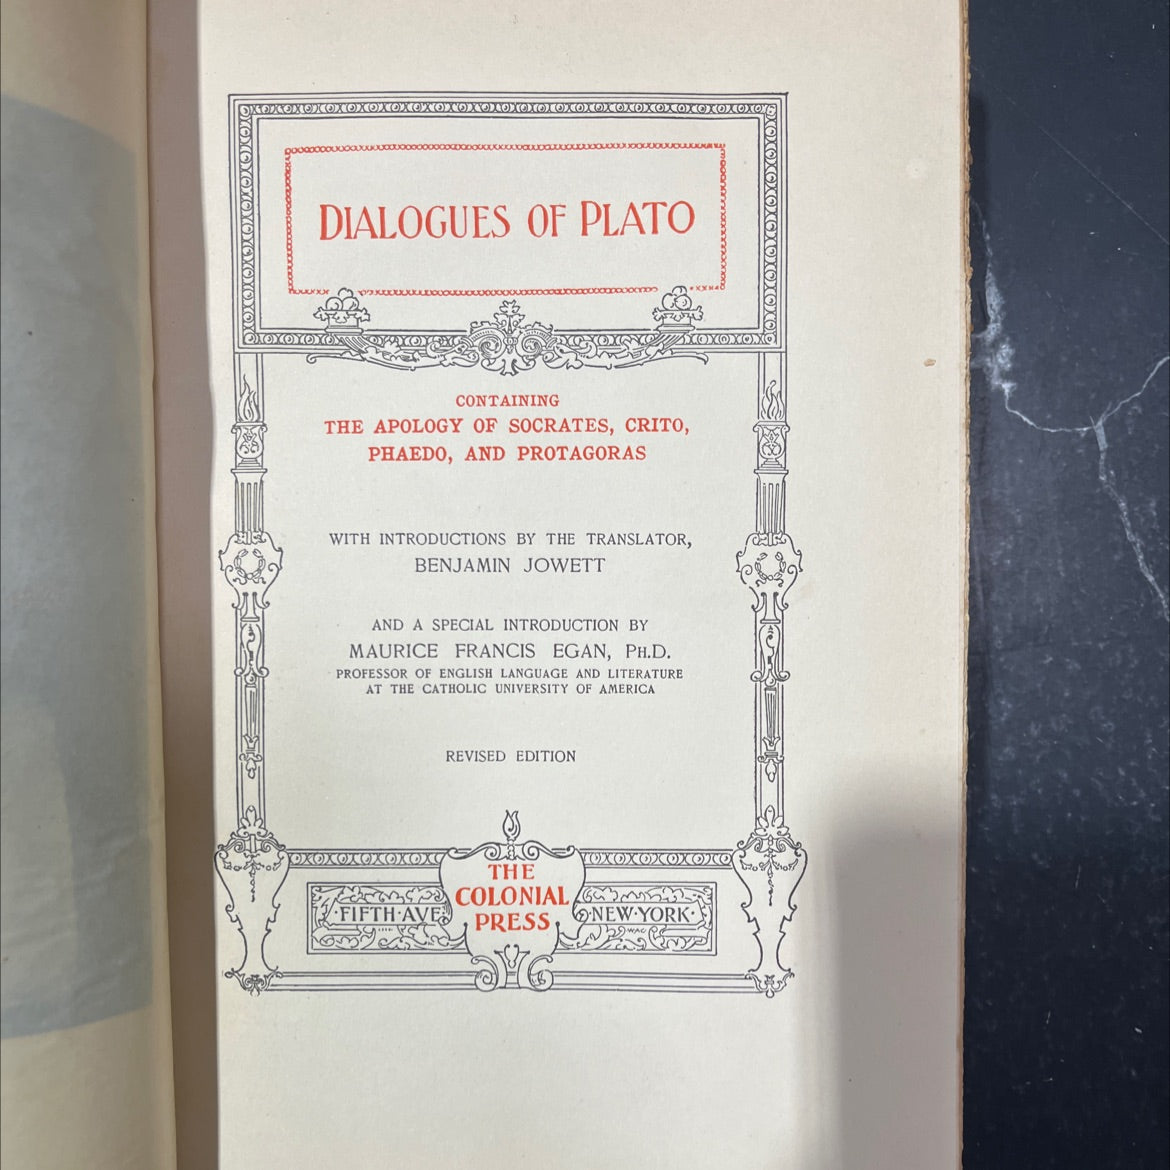 DIALOGUES OF PLATO
CONTAINING
THE APOLOGY OF SOCRATES, CRITO,
PHAEDO, AND PROTAGORAS
WITH INTRODUCTIONS BY THE TRANSLATOR,
BENJAMIN JOWETT
AND A SPECIAL INTRODUCTION BY
MAURICE FRANCIS EGAN, PH.D.
PROFESSOR OF ENGLISH LANGUAGE AND LITERATURE
AT THE CATHOLIC UNIVERSITY OF AMERICA
REVISED EDITION
THE
COLONIAL
PRESS
·FIFTH·AVE·
·NEW·YORK·
WAG